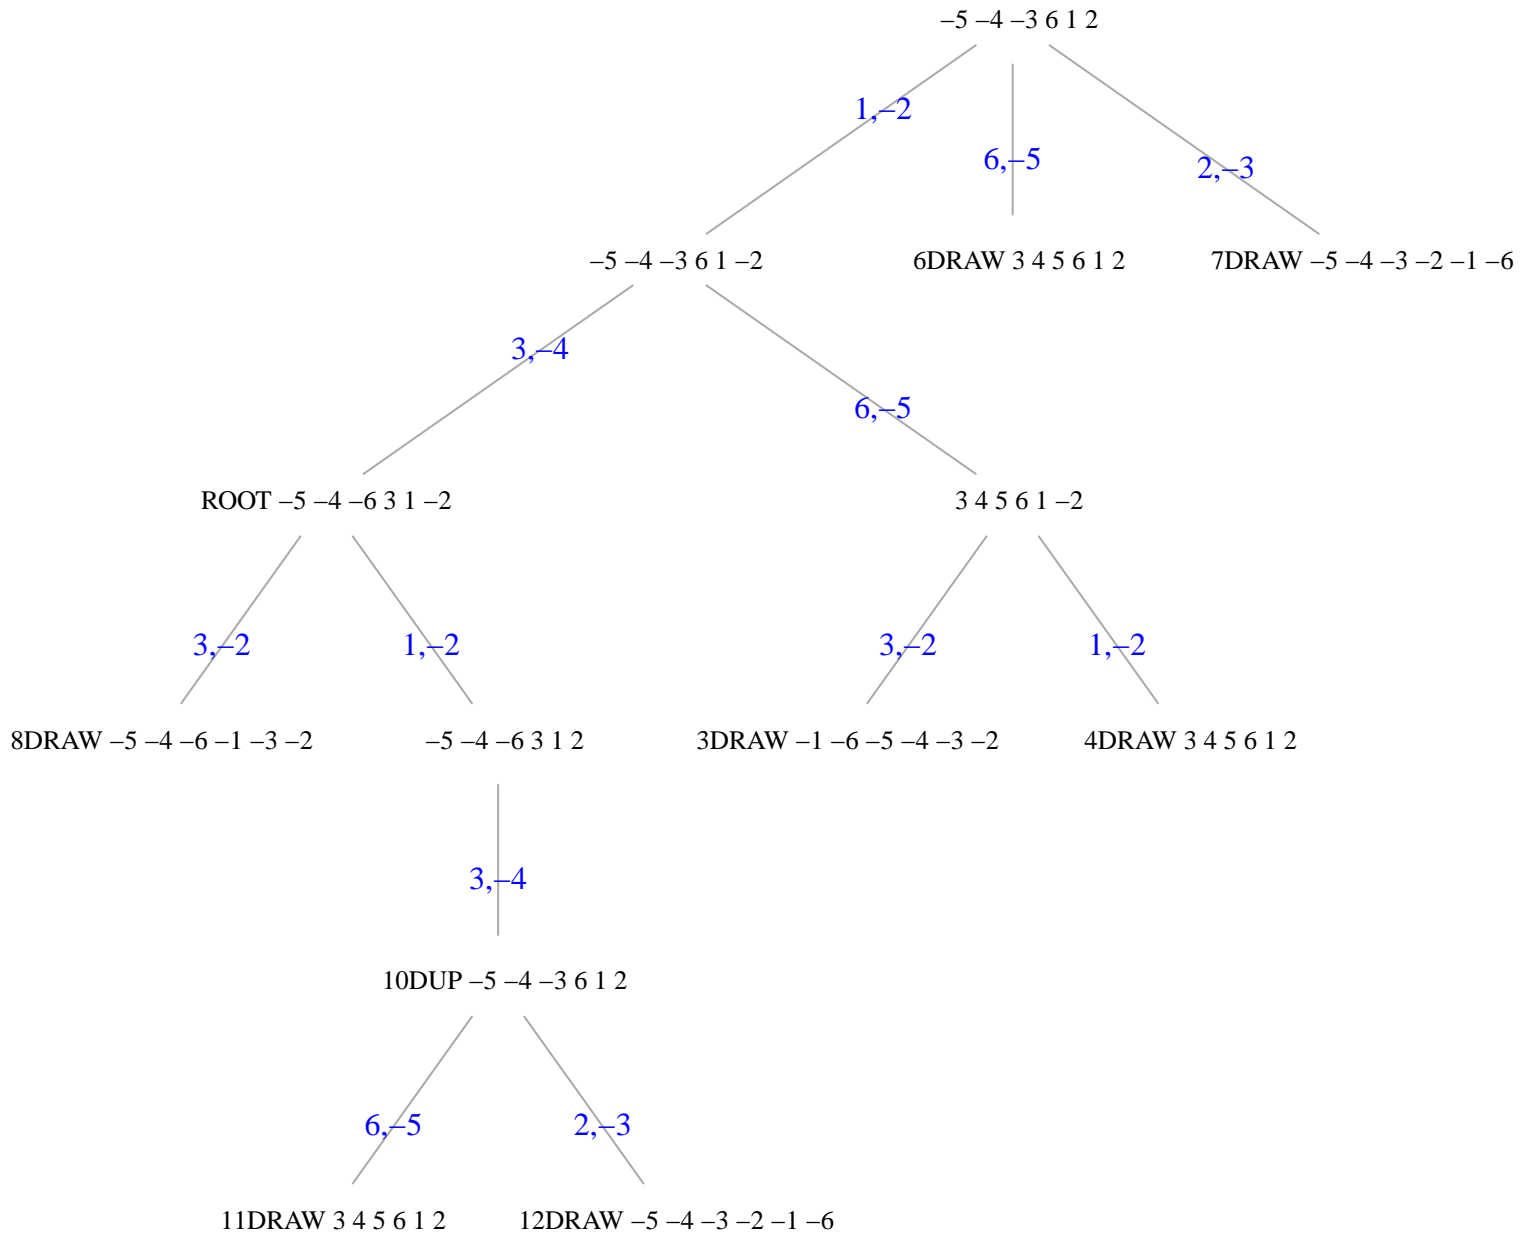 –5 –4 –3 6 1 2
1,–2
6,–5
2,–3
–5 –4 –3 6 1 –2
6DRAW 3 4 5 6 1 2
7DRAW –5 –4 –3 –2 –1 –6
3,–4
6,–5
ROOT –5 –4 –6 3 1 –2
3 4 5 6 1 –2
3,–2
1,–2
3,–2
1,–2
8DRAW –5 –4 –6 –1 –3 –2
–5 –4 –6 3 1 2
3DRAW –1 –6 –5 –4 –3 –2
4DRAW 3 4 5 6 1 2
3,–4
10DUP –5 –4 –3 6 1 2
6,–5
2,–3
11DRAW 3 4 5 6 1 2
12DRAW –5 –4 –3 –2 –1 –6